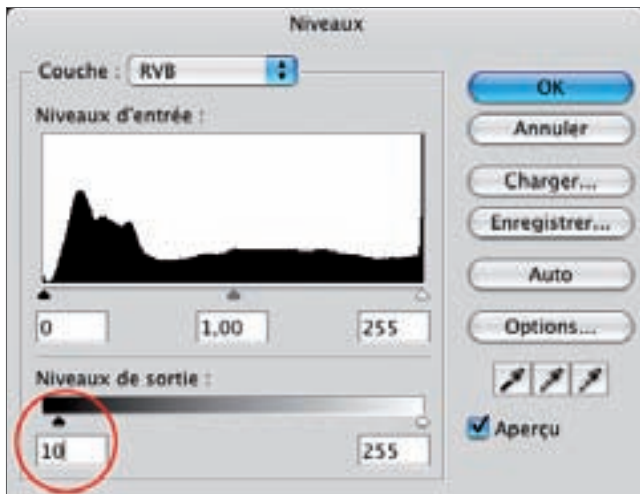 Niveaux
Couche : RVB
Niveaux d'entrée :
0 1,00 255
Niveaux de sortie :
10 255
OK
Annuler
Charger...
Enregistrer...
Auto
Options...
Aperçu